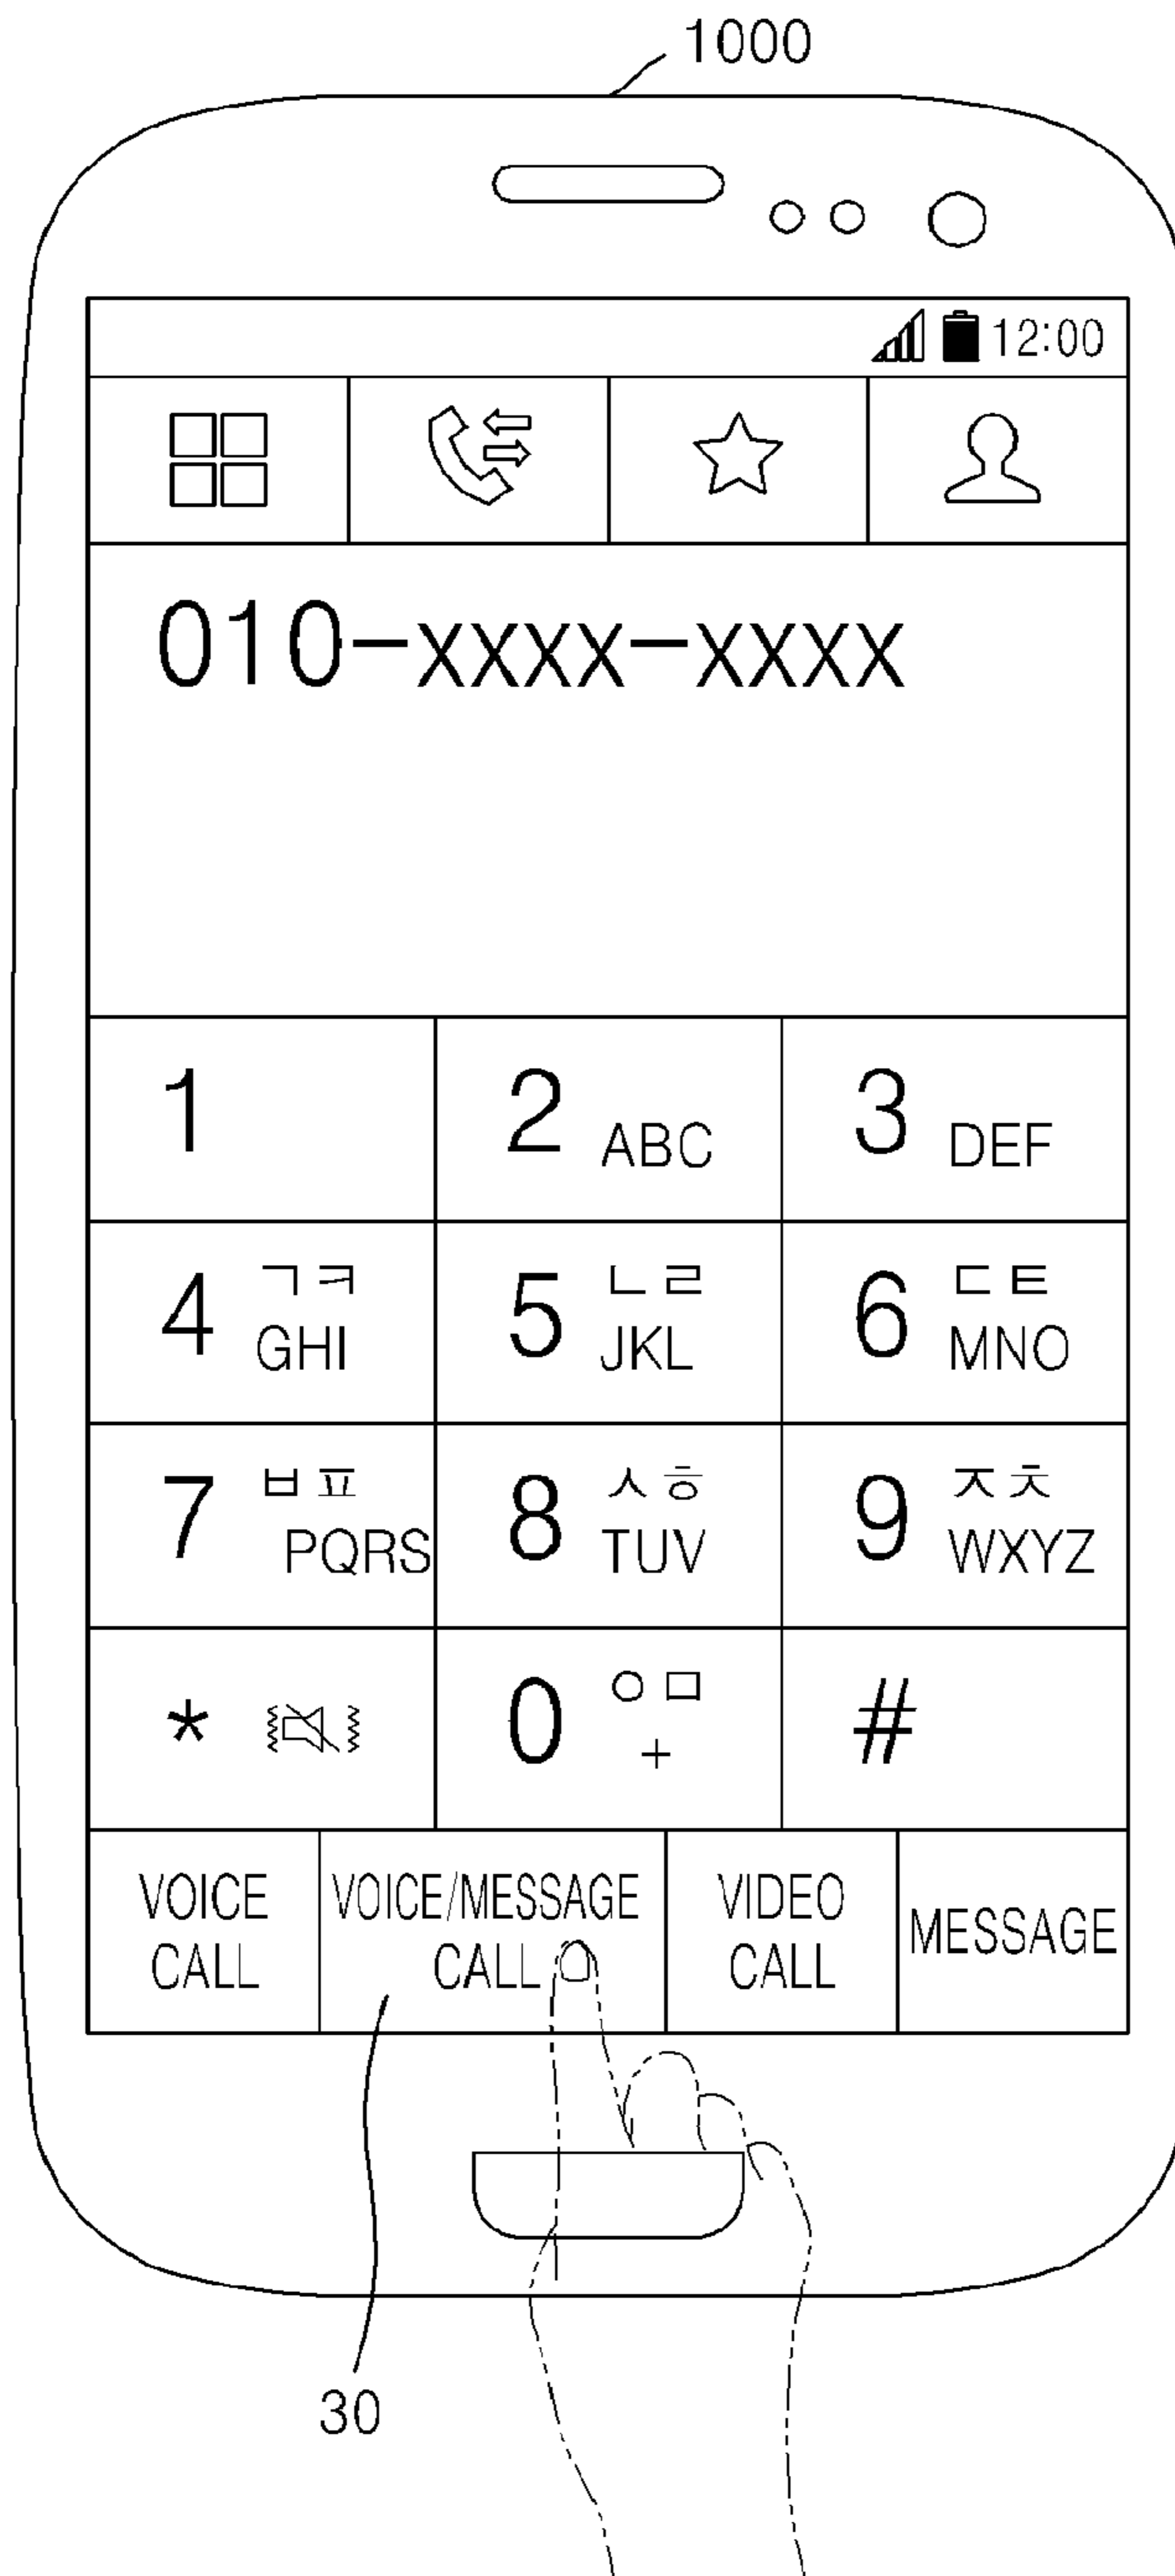 1000
12:00
010-xxxx-xxxx
1
2 ABC
3 DEF
4 ㄱㅋ
GHI
5 ㄴㄹ
JKL
6 ㄷㅌ
MNO
7 ㅂㅍ
PQRS
8 ㅅㅎ
TUV
9 ㅈㅊ
WXYZ
*
0 ㅇㅁ
+
#
VOICE
CALL
VOICE/MESSAGE
CALL
VIDEO
CALL
MESSAGE
30